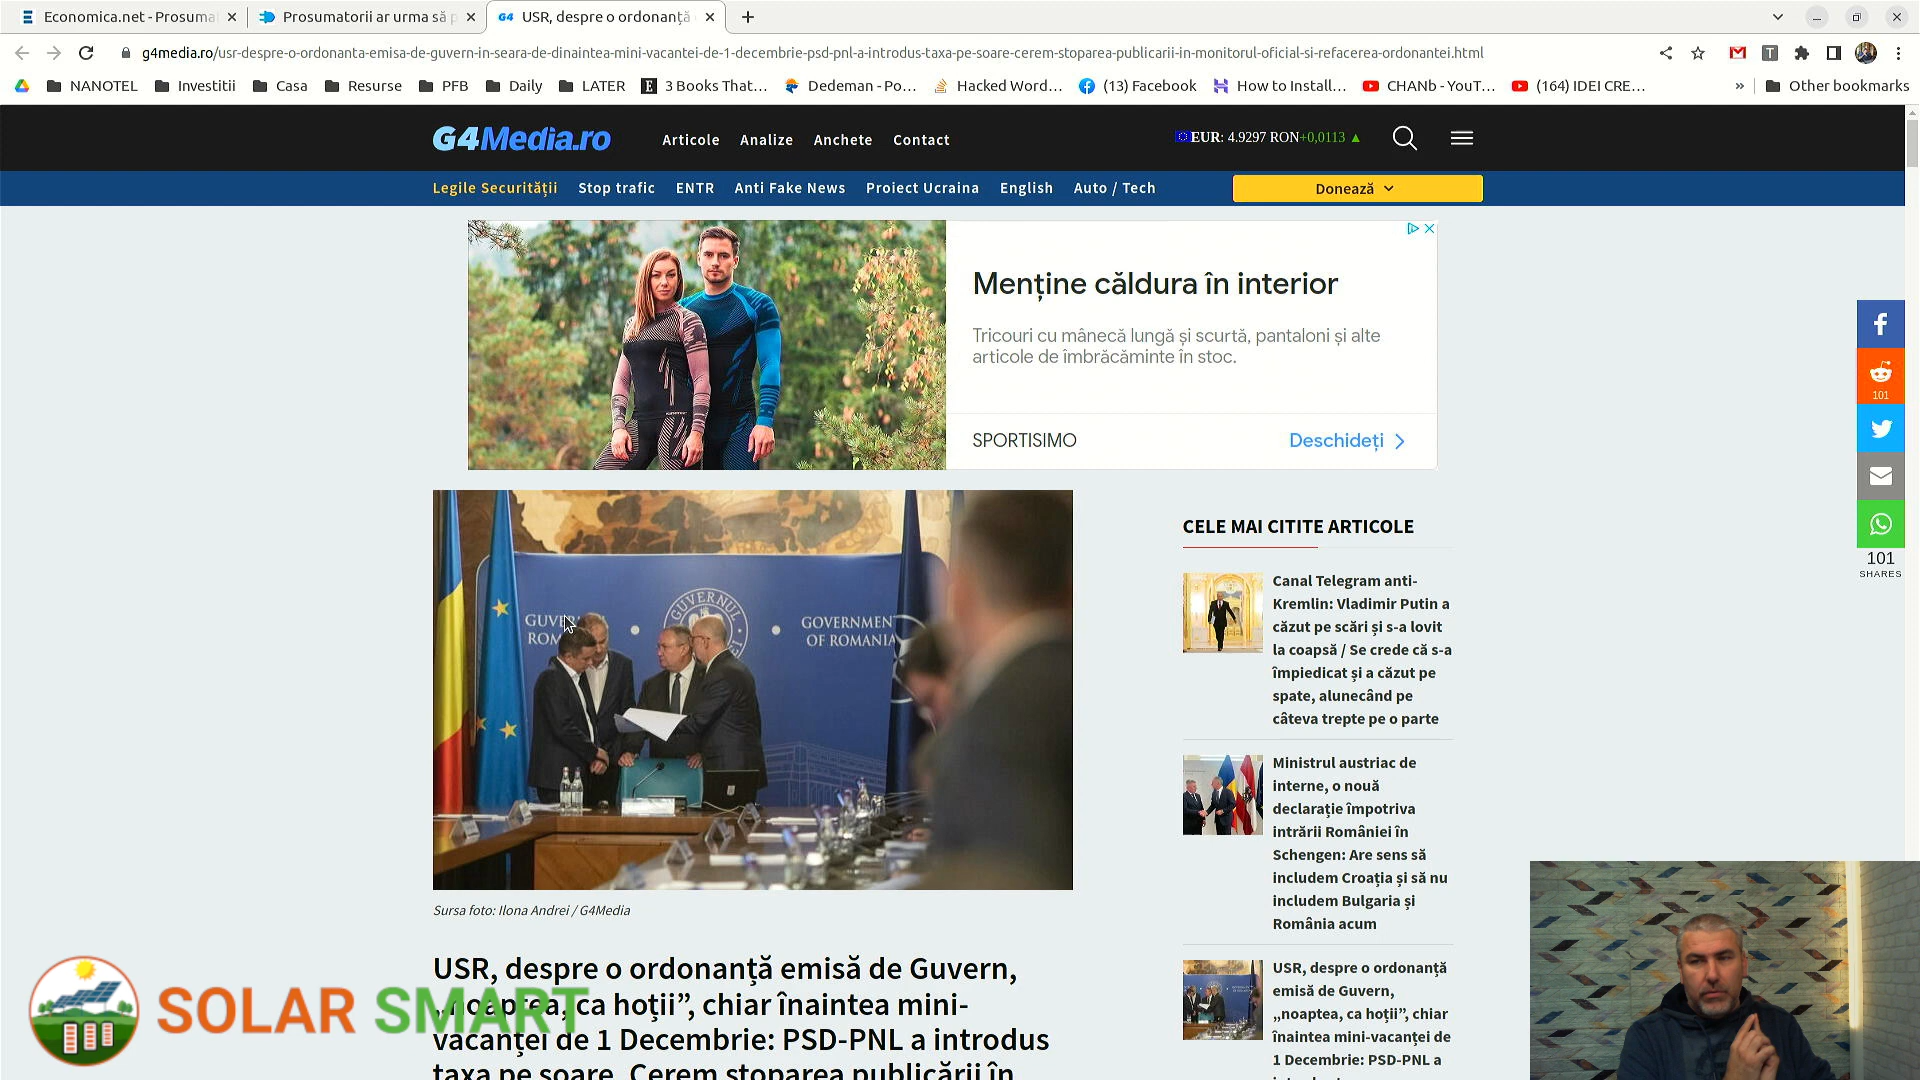 Economica.net - Prosuma
Prosumatorii ar urma să p
USR, despre o ordonanță
g4media.ro/usr-despre-o-ordonanta-emisa-de-guvern-in-seara-de-dinaintea-mini-vacantei-de-1-decembrie-psd-pnl-a-introdus-taxa-pe-soare-cerem-stoparea-publicarii-in-monitorul-oficial-si-refacerea-ordonantei.html
NANOTEL Investitii Casa Resurse PFB Daily LATER 3 Books That… Dedeman - Po… Hacked Word… (13) Facebook How to Install… CHANb - YouT… (164) IDEI CRE… » Other bookmarks
G4Media.ro Articole Analize Anchete Contact EUR: 4.9297 RON+0,0113 ▲
Legile Securității Stop trafic ENTR Anti Fake News Proiect Ucraina English Auto / Tech Donează
Menține căldura în interior
Tricouri cu mânecă lungă și scurtă, pantaloni și alte
articole de îmbrăcăminte în stoc.
SPORTISIMO Deschideți
101
101
SHARES
GUVERNUL
GOVERNMENT
OF ROMANIA
Sursa foto: Ilona Andrei / G4Media
USR, despre o ordonanță emisă de Guvern,
„noaptea, ca hoții”, chiar înaintea mini-
vacanței de 1 Decembrie: PSD-PNL a introdus
taxa pe soare. Cerem stoparea publicării în
CELE MAI CITITE ARTICOLE
Canal Telegram anti-
Kremlin: Vladimir Putin a
căzut pe scări și s-a lovit
la coapsă / Se crede că s-a
împiedicat și a căzut pe
spate, alunecând pe
câteva trepte pe o parte
Ministrul austriac de
interne, o nouă
declarație împotriva
intrării României în
Schengen: Are sens să
includem Croația și să nu
includem Bulgaria și
România acum
USR, despre o ordonanță
emisă de Guvern,
„noaptea, ca hoții”, chiar
înaintea mini-vacanței de
1 Decembrie: PSD-PNL a
SOLAR SMART